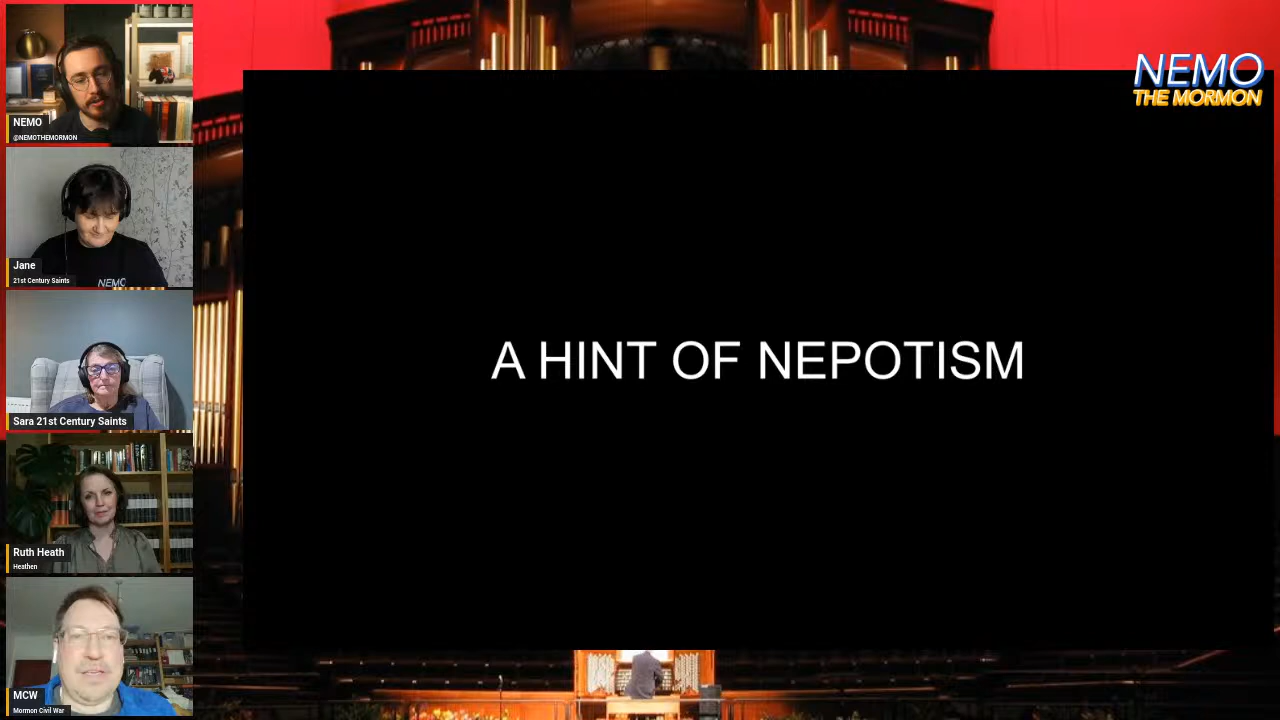 NEMO
@NEMOTHEMORMON
Jane
21st Century Saints
NEMO
Sara 21st Century Saints
Ruth Heath
Heathen
MCW
Mormon Civil War
A HINT OF NEPOTISM
NEMO
THE MORMON